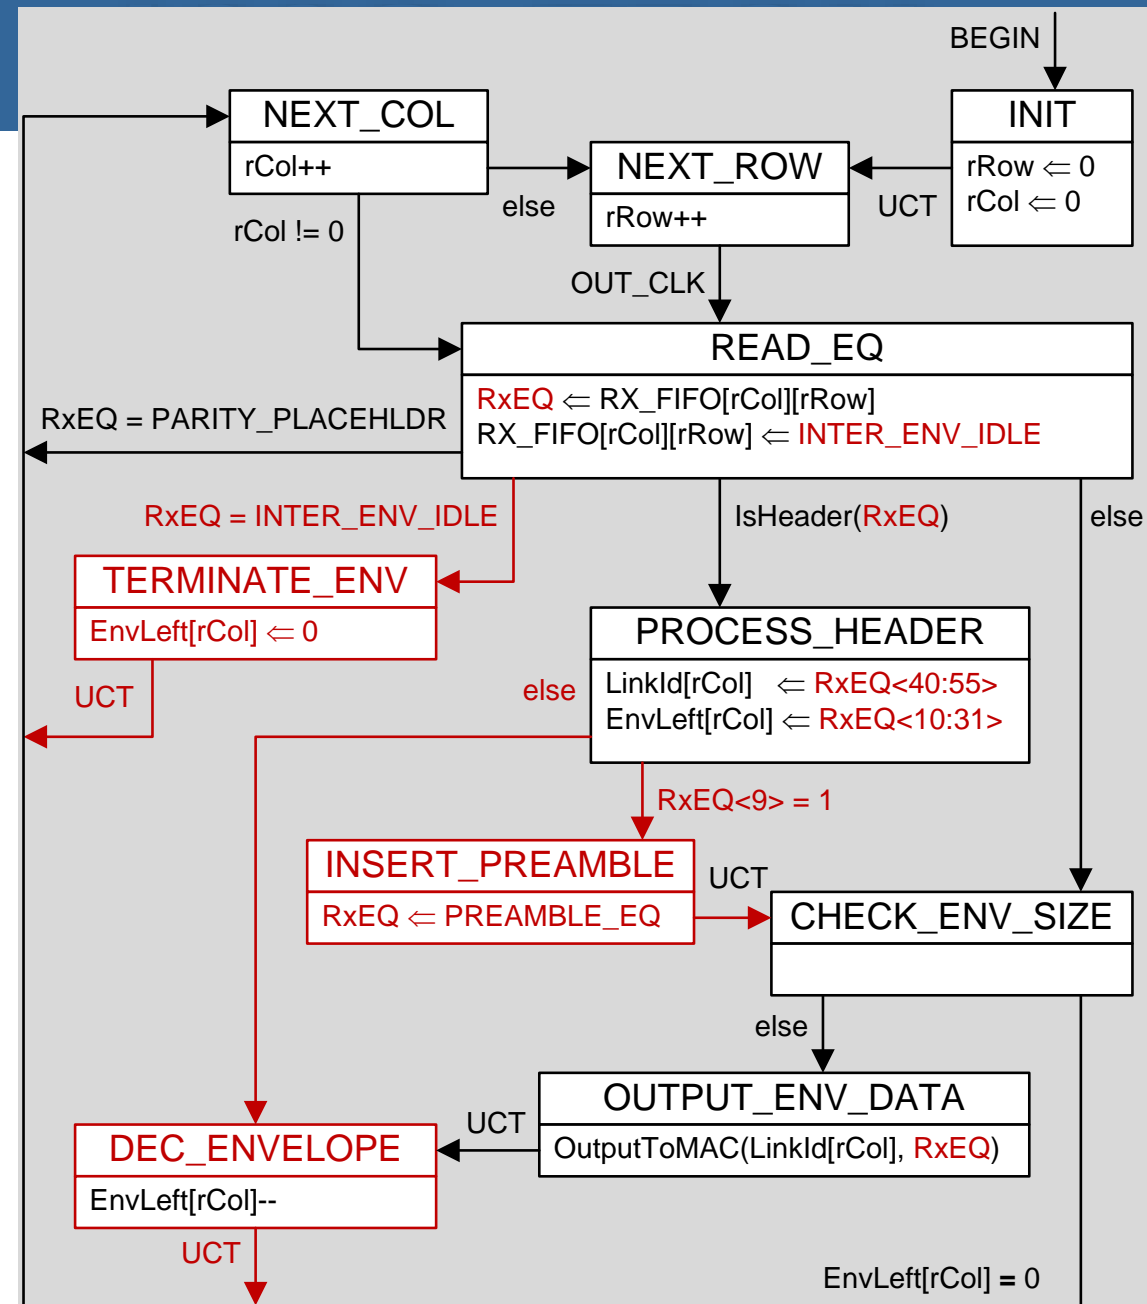 BEGIN
NEXT_COL
rCol++
INIT
rRow ⇐ 0
rCol ⇐ 0
NEXT_ROW
rRow++
else
UCT
rCol != 0
OUT_CLK
READ_EQ
RxEQ ⇐ RX_FIFO[rCol][rRow]
RX_FIFO[rCol][rRow] ⇐ INTER_ENV_IDLE
RxEQ = PARITY_PLACEHLDR
RxEQ = INTER_ENV_IDLE
IsHeader(RxEQ)
else
TERMINATE_ENV
EnvLeft[rCol] ⇐ 0
UCT
PROCESS_HEADER
LinkId[rCol] ⇐ RxEQ<40:55>
EnvLeft[rCol] ⇐ RxEQ<10:31>
else
RxEQ<9> = 1
INSERT_PREAMBLE
RxEQ ⇐ PREAMBLE_EQ
UCT
CHECK_ENV_SIZE
else
OUTPUT_ENV_DATA
OutputToMAC(LinkId[rCol], RxEQ)
UCT
DEC_ENVELOPE
EnvLeft[rCol]--
UCT
EnvLeft[rCol] = 0